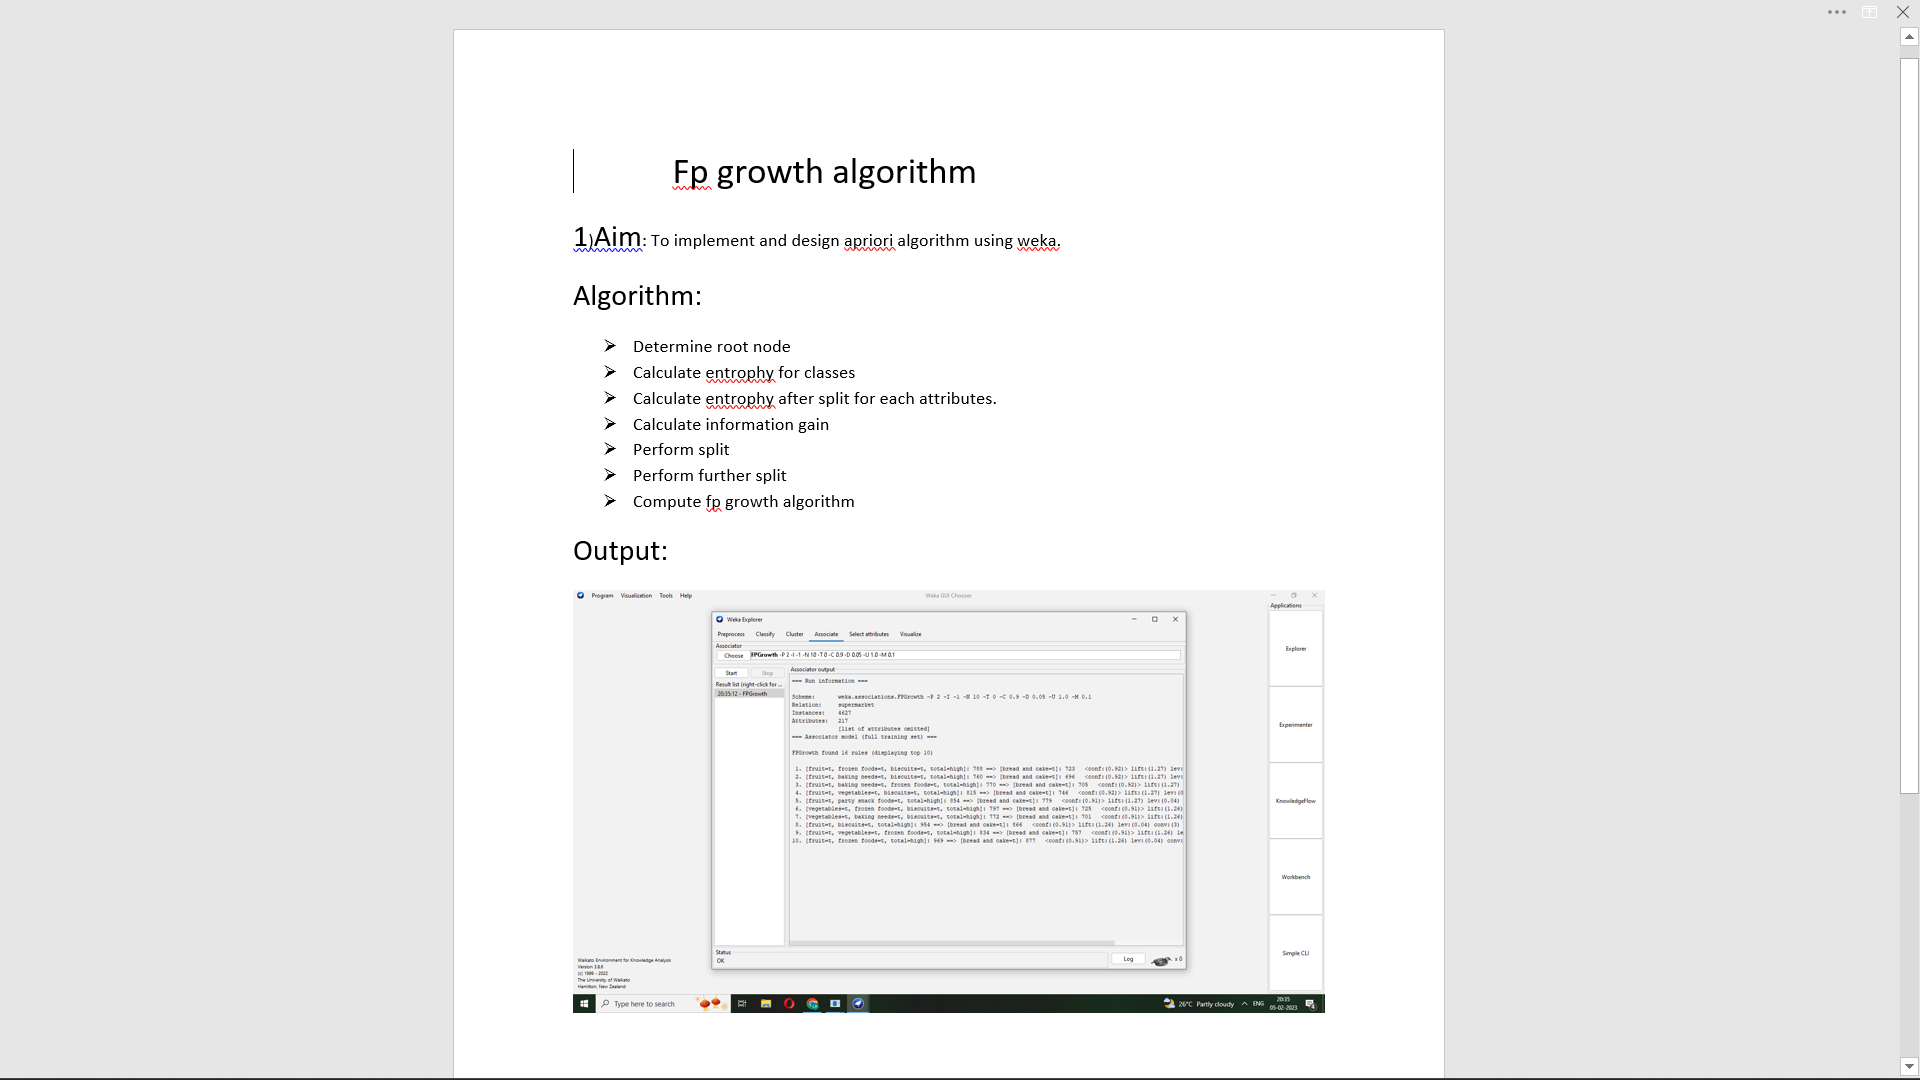 Fp growth algorithm
1)Aim: To implement and design apriori algorithm using weka.
Algorithm:
➢ Determine root node
➢ Calculate entrophy for classes
➢ Calculate entrophy after split for each attributes.
➢ Calculate information gain
➢ Perform split
➢ Perform further split
➢ Compute fp growth algorithm
Output:
Program Visualization Tools Help
Weka GUI Chooser
Applications
Weka Explorer
Preprocess Classify Cluster Associate Select attributes Visualize
Associator
Choose FPGrowth -P 2 -I -1 -N 10 -T 0 -C 0.9 -D 0.05 -U 1.0 -M 0.1
Start Stop
Associator output
Result list (right-click for ...
20:35:12 - FPGrowth
=== Run information ===
Scheme: weka.associations.FPGrowth -P 2 -I -1 -N 10 -T 0 -C 0.9 -D 0.05 -U 1.0 -M 0.1
Relation: supermarket
Instances: 4627
Attributes: 217
[list of attributes omitted]
=== Associator model (full training set) ===
FPGrowth found 16 rules (displaying top 10)
1. [fruit=t, frozen foods=t, biscuits=t, total=high]: 788 ==> [bread and cake=t]: 723 <conf:(0.92)> lift:(1.27) lev:
2. [fruit=t, baking needs=t, biscuits=t, total=high]: 760 ==> [bread and cake=t]: 696 <conf:(0.92)> lift:(1.27) lev:
3. [fruit=t, baking needs=t, frozen foods=t, total=high]: 770 ==> [bread and cake=t]: 705 <conf:(0.92)> lift:(1.27)
4. [fruit=t, vegetables=t, biscuits=t, total=high]: 815 ==> [bread and cake=t]: 746 <conf:(0.92)> lift:(1.27) lev:(0
5. [fruit=t, party snack foods=t, total=high]: 854 ==> [bread and cake=t]: 779 <conf:(0.91)> lift:(1.27) lev:(0.04)
6. [vegetables=t, frozen foods=t, biscuits=t, total=high]: 797 ==> [bread and cake=t]: 725 <conf:(0.91)> lift:(1.26)
7. [vegetables=t, baking needs=t, biscuits=t, total=high]: 772 ==> [bread and cake=t]: 701 <conf:(0.91)> lift:(1.26)
8. [fruit=t, biscuits=t, total=high]: 954 ==> [bread and cake=t]: 866 <conf:(0.91)> lift:(1.26) lev:(0.04) conv:(3)
9. [fruit=t, vegetables=t, frozen foods=t, total=high]: 834 ==> [bread and cake=t]: 757 <conf:(0.91)> lift:(1.26) le
10. [fruit=t, frozen foods=t, total=high]: 969 ==> [bread and cake=t]: 877 <conf:(0.91)> lift:(1.26) lev:(0.04) conv:
Explorer
Experimenter
KnowledgeFlow
Workbench
Simple CLI
Status
OK
Log
x 0
Waikato Environment for Knowledge Analysis
Version 3.8.6
(c) 1999 - 2022
The University of Waikato
Hamilton, New Zealand
Type here to search
26°C Partly cloudy ENG
20:35
05-02-2023